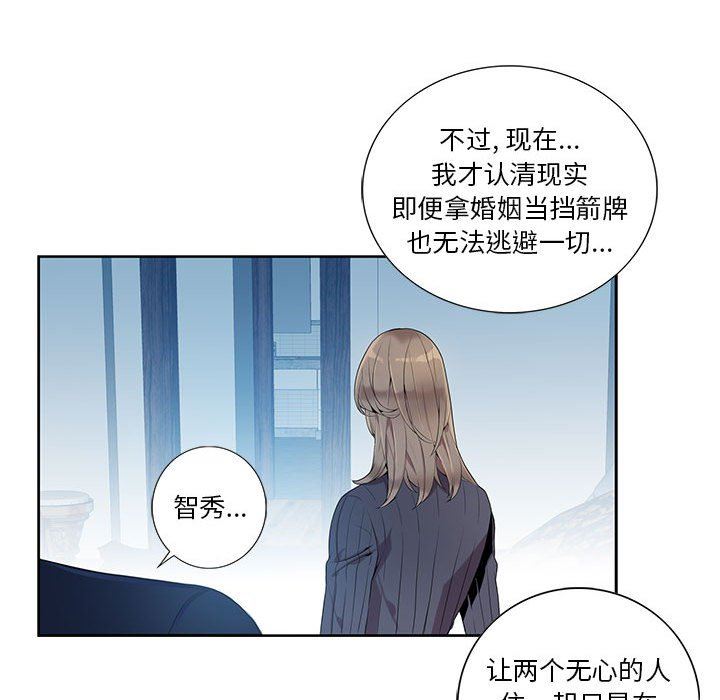 不过, 现在...
我才认清现实
即便拿婚姻当挡箭牌
也无法逃避一切...
智秀...
让两个无心的人